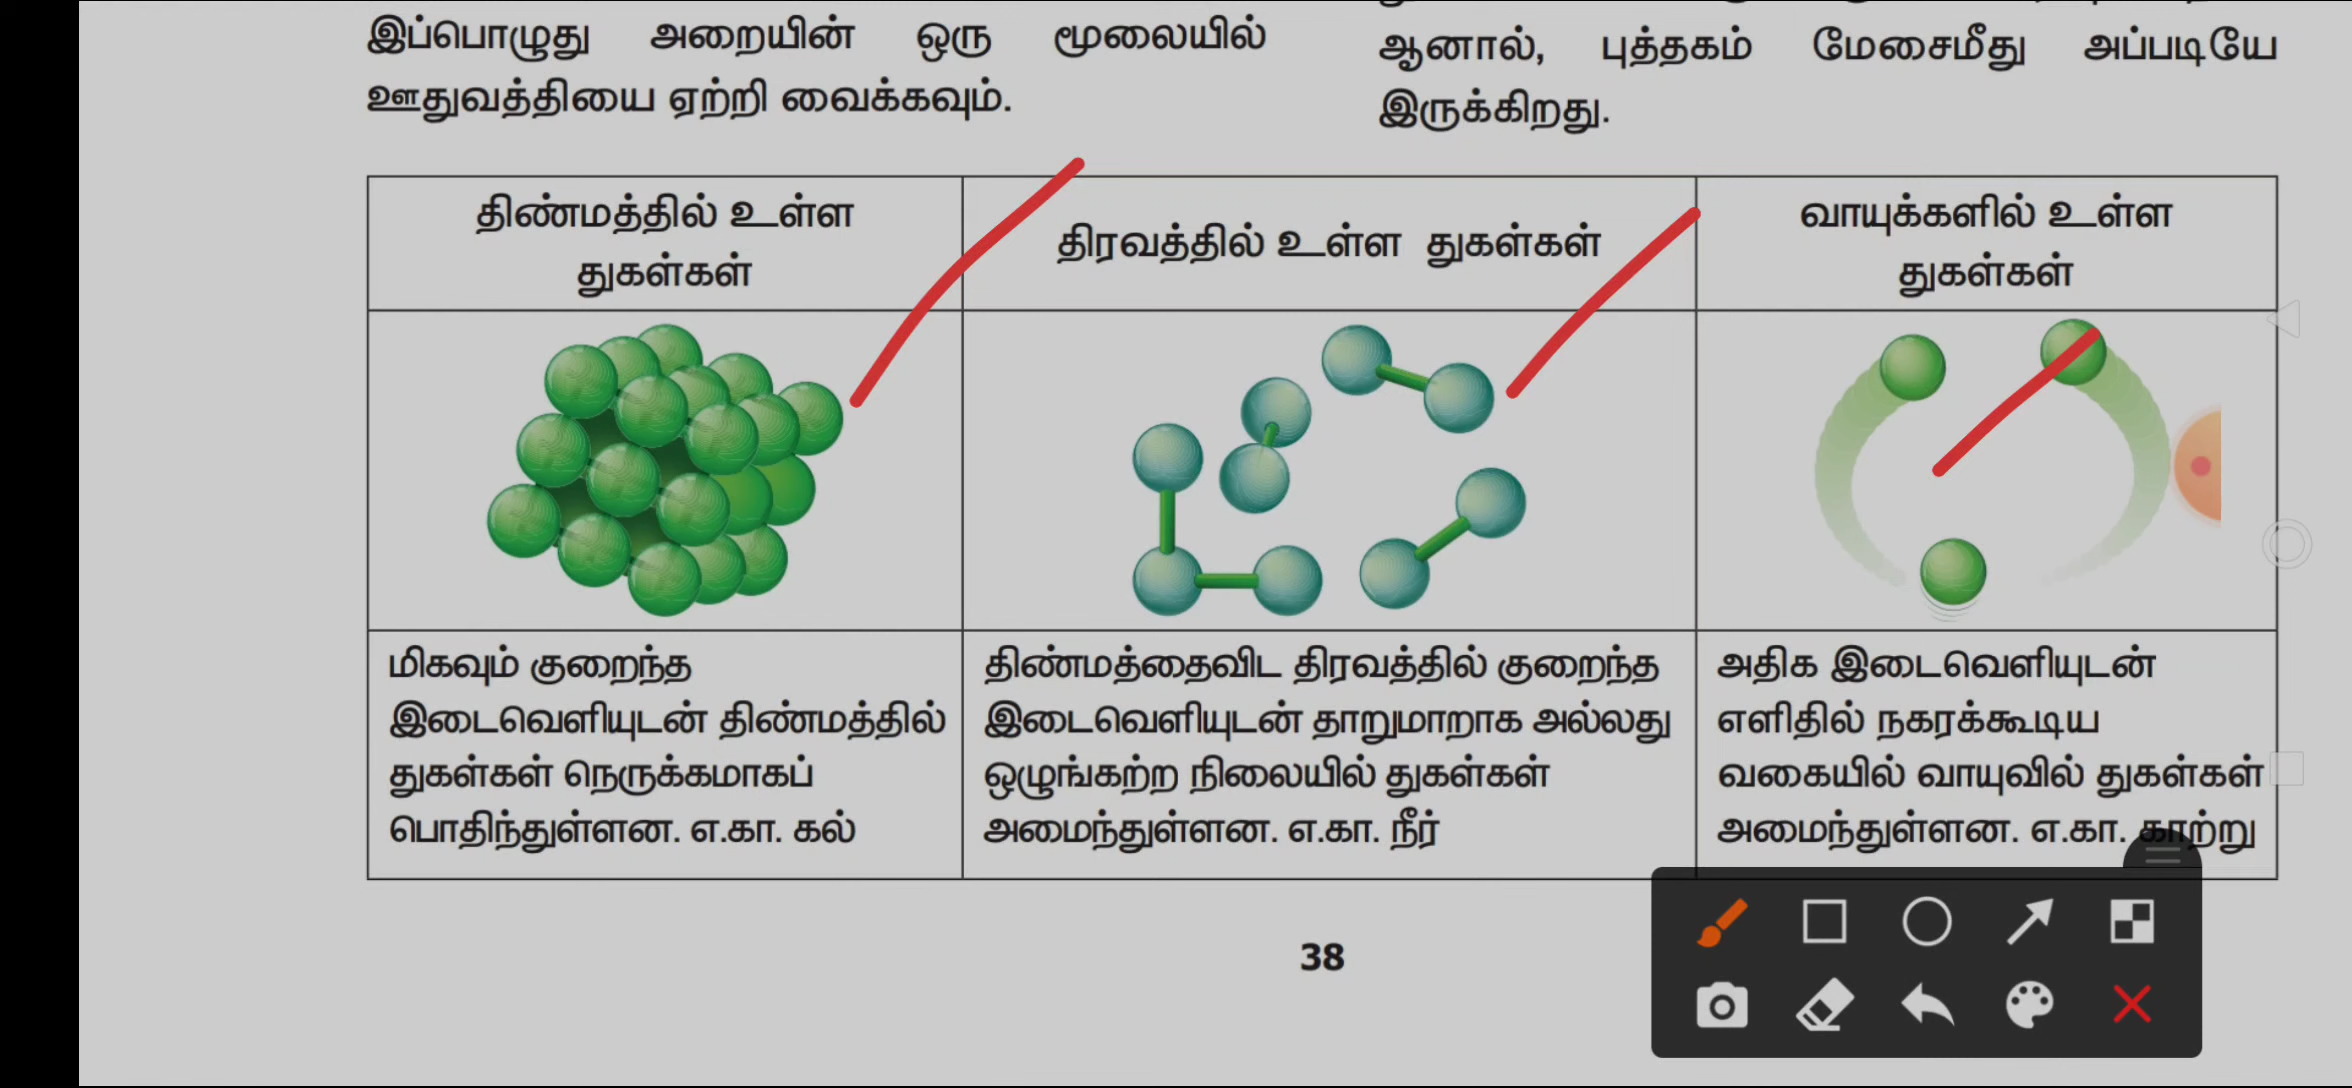 இப்பொழுது அறையின் ஒரு மூலையில்
ஊதுவத்தியை ஏற்றி வைக்கவும்.
ஆனால், புத்தகம் மேசைமீது அப்படியே
இருக்கிறது.
திண்மத்தில் உள்ள
துகள்கள்
திரவத்தில் உள்ள துகள்கள்
வாயுக்களில் உள்ள
துகள்கள்
மிகவும் குறைந்த
இடைவெளியுடன் திண்மத்தில்
துகள்கள் நெருக்கமாகப்
பொதிந்துள்ளன. எ.கா. கல்
திண்மத்தைவிட திரவத்தில் குறைந்த
இடைவெளியுடன் தாறுமாறாக அல்லது
ஒழுங்கற்ற நிலையில் துகள்கள்
அமைந்துள்ளன. எ.கா. நீர்
அதிக இடைவெளியுடன்
எளிதில் நகரக்கூடிய
வகையில் வாயுவில் துகள்கள்
அமைந்துள்ளன. எ.கா. காற்று
38